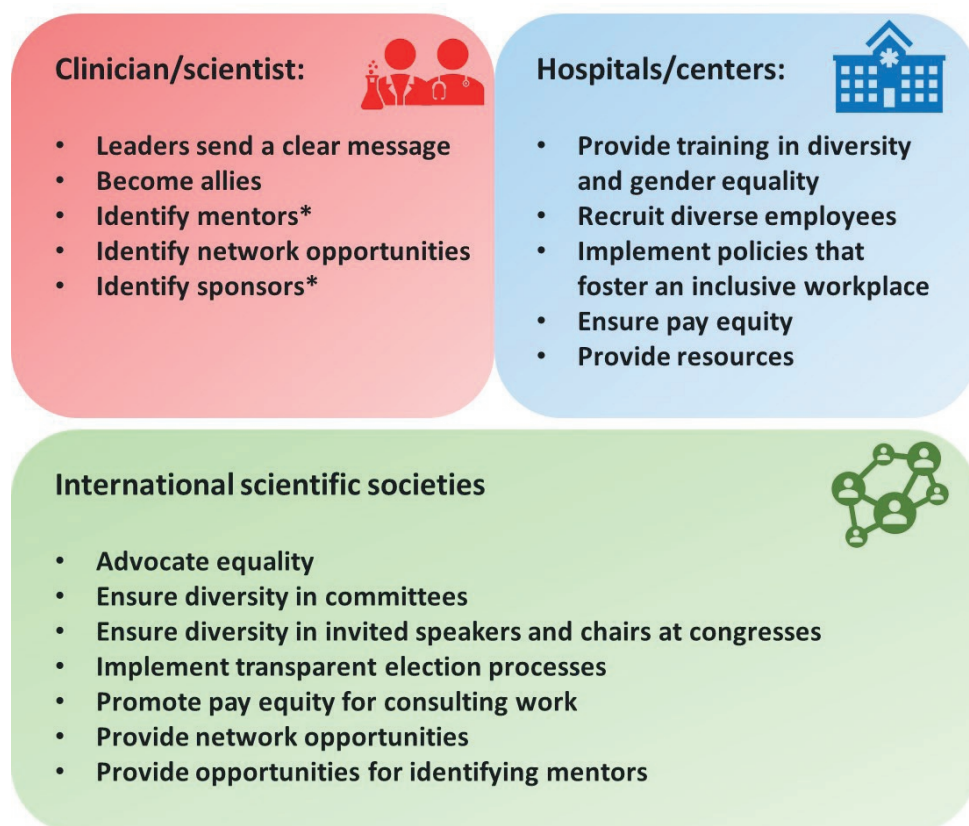 Clinician/scientist:
• Leaders send a clear message
• Become allies
• Identify mentors*
• Identify network opportunities
• Identify sponsors*
Hospitals/centers:
• Provide training in diversity
and gender equality
• Recruit diverse employees
• Implement policies that
foster an inclusive workplace
• Ensure pay equity
• Provide resources
International scientific societies
• Advocate equality
• Ensure diversity in committees
• Ensure diversity in invited speakers and chairs at congresses
• Implement transparent election processes
• Promote pay equity for consulting work
• Provide network opportunities
• Provide opportunities for identifying mentors